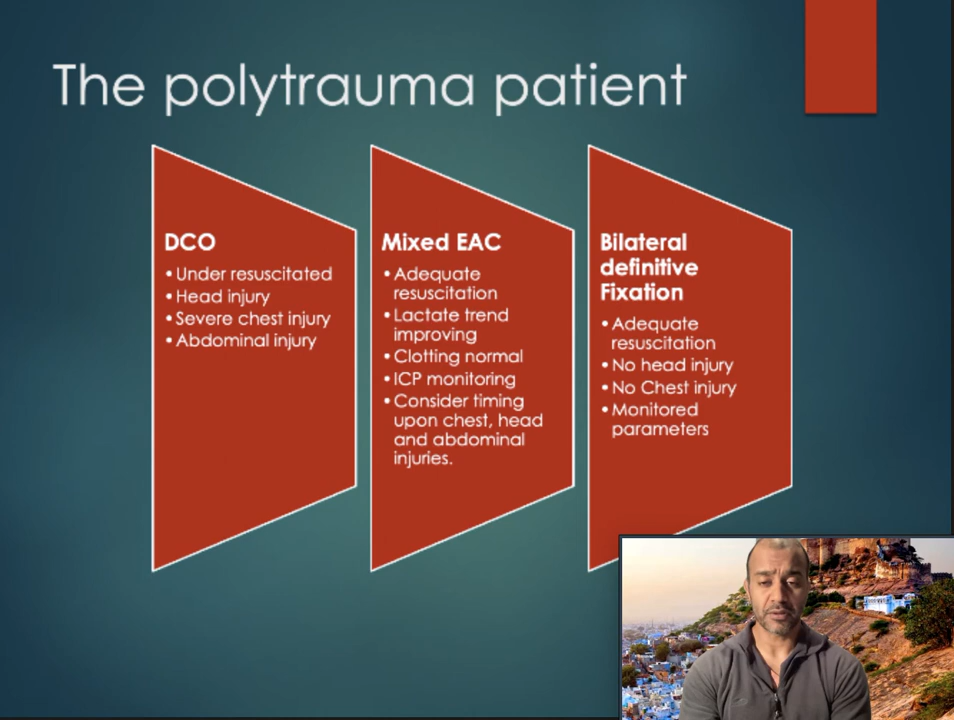 The polytrauma patient
DCO
•Under resuscitated
•Head injury
•Severe chest injury
•Abdominal injury
Mixed EAC
•Adequate
resuscitation
•Lactate trend
improving
•Clotting normal
•ICP monitoring
•Consider timing
upon chest, head
and abdominal
injuries.
Bilateral
definitive
Fixation
•Adequate
resuscitation
•No head injury
•No Chest injury
•Monitored
parameters